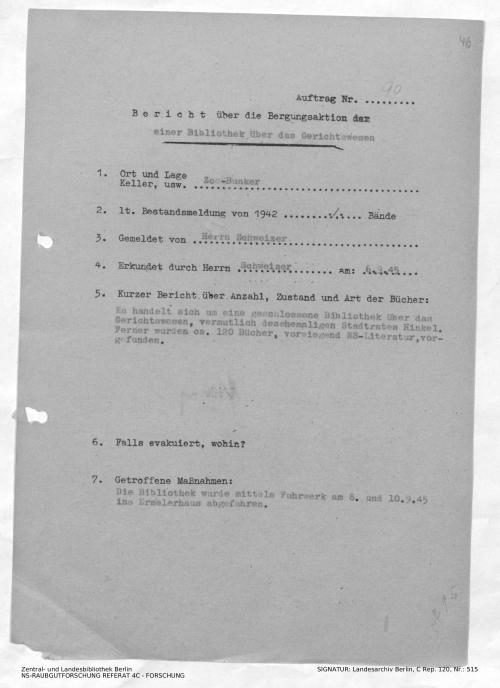 46
Auftrag Nr. ..90.......
B e r i c h t über die Bergungsaktion der
einer Bibliothek über das Gerichtswesen
1. Ort und Lage
Keller, usw. Zoo-Bunker
2. lt. Bestandsmeldung von 1942 ............... Bände
3. Gemeldet von Herrn Schweizer
4. Erkundet durch Herrn Schweizer am: 6.9.45
5. Kurzer Bericht über Anzahl, Zustand und Art der Bücher:
Es handelt sich um eine geschlossene Bibliothek über das
Gerichtswesen, vermutlich desehemaligen Stadtrates Hinkel.
Ferner wurden ca. 120 Bücher, vorwiegend NS-Literatur,vor-
gefunden.
6. Falls evakuiert, wohin?
7. Getroffene Maßnahmen:
Die Bibliothek wurde mittels Fuhrwerk am 8. und 10.9.45
ins Ermelerhaus abgefahren.
Zentral- und Landesbibliothek Berlin
NS-RAUBGUTFORSCHUNG REFERAT 4C - FORSCHUNG
SIGNATUR: Landesarchiv Berlin, C Rep. 120, Nr.: 515